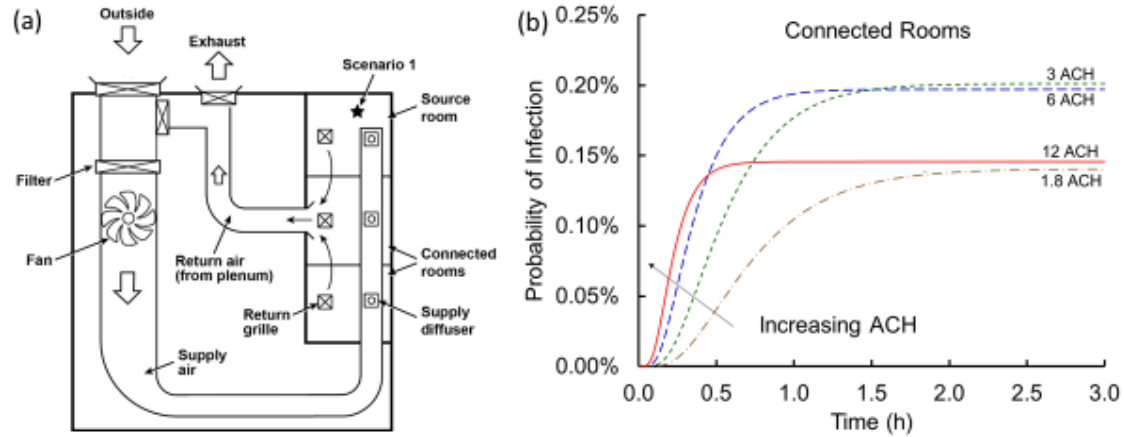 (a)
Outside
Exhaust
Scenario 1
Source
room
Filter
Fan
Return air
(from plenum)
Connected
rooms
Return
grille
Supply
diffuser
Supply
air
(b)
Connected Rooms
Probability of Infection
0.25%
0.20%
0.15%
0.10%
0.05%
0.00%
3 ACH
6 ACH
12 ACH
1.8 ACH
Increasing ACH
0.0 0.5 1.0 1.5 2.0 2.5 3.0
Time (h)